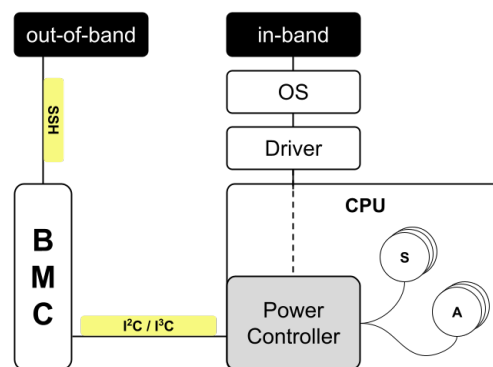 out-of-band
in-band
SSH
OS
Driver
CPU
B
M
C
S
A
I²C / I³C
Power
Controller